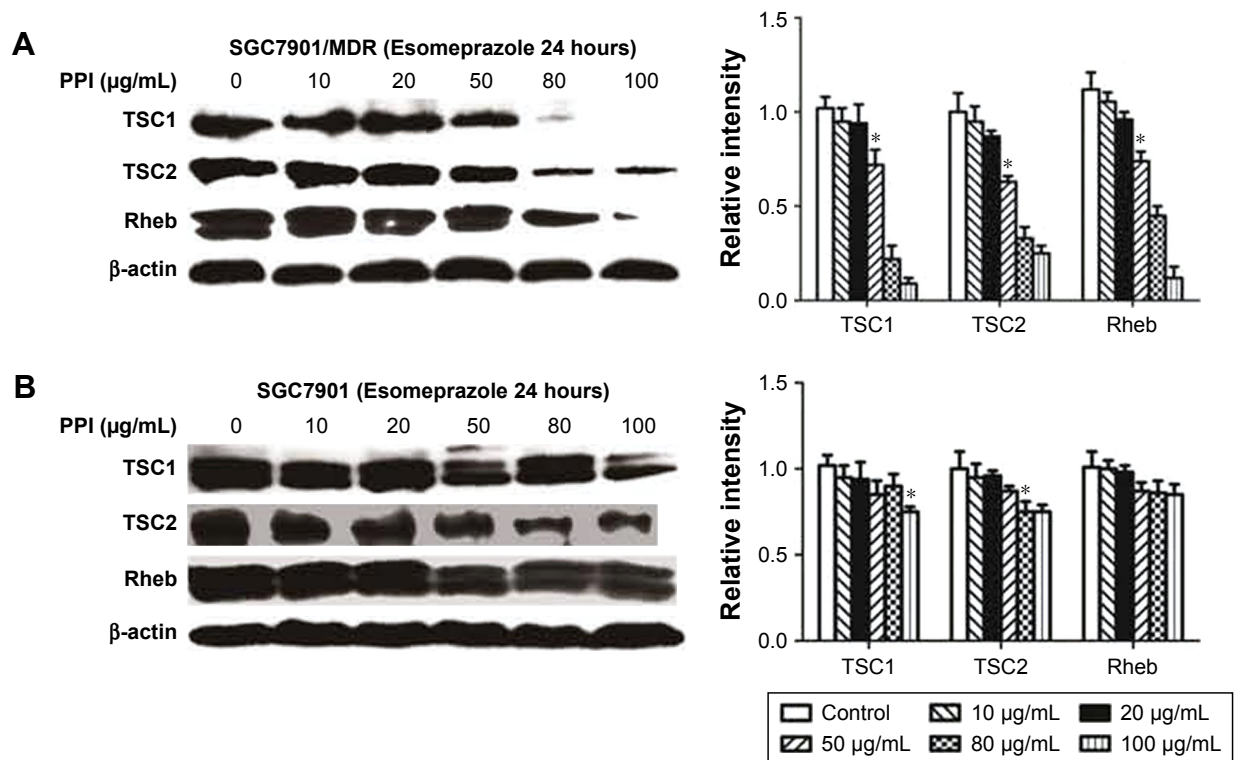 A
SGC7901/MDR (Esomeprazole 24 hours)
PPI (µg/mL) 0 10 20 50 80 100
TSC1
TSC2
Rheb
β-actin
Relative intensity
1.5
1.0
0.5
0.0
* * *
TSC1 TSC2 Rheb
B
SGC7901 (Esomeprazole 24 hours)
PPI (µg/mL) 0 10 20 50 80 100
TSC1
TSC2
Rheb
β-actin
Relative intensity
1.5
1.0
0.5
0.0
* *
TSC1 TSC2 Rheb
Control 10 µg/mL 20 µg/mL
50 µg/mL 80 µg/mL 100 µg/mL